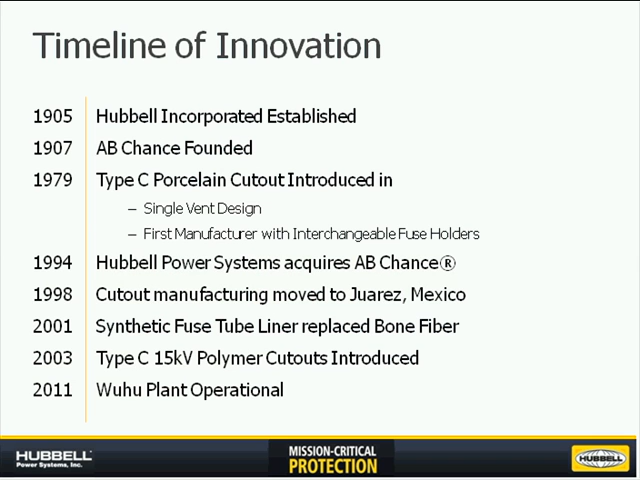 Timeline of Innovation
1905 Hubbell Incorporated Established
1907 AB Chance Founded
1979 Type C Porcelain Cutout Introduced in
– Single Vent Design
– First Manufacturer with Interchangeable Fuse Holders
1994 Hubbell Power Systems acquires AB Chance®
1998 Cutout manufacturing moved to Juarez, Mexico
2001 Synthetic Fuse Tube Liner replaced Bone Fiber
2003 Type C 15kV Polymer Cutouts Introduced
2011 Wuhu Plant Operational
HUBBELL
Power Systems, Inc.
MISSION-CRITICAL
PROTECTION
HUBBELL